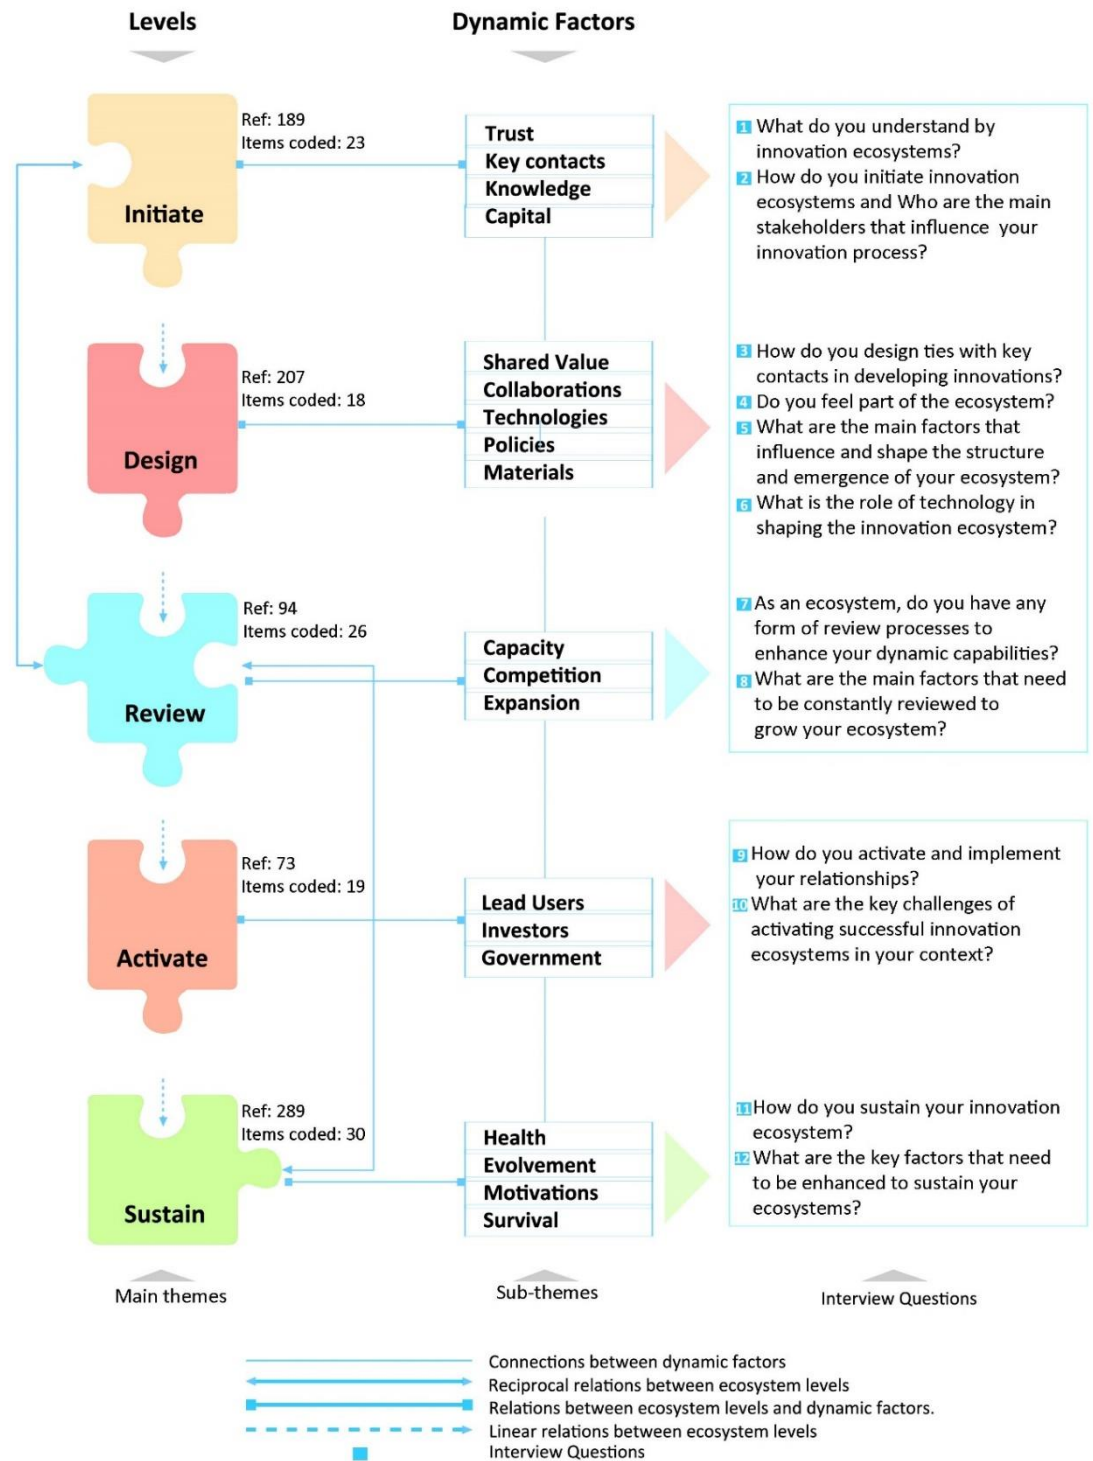 Levels
Dynamic Factors
Ref: 189
Items coded: 23
Initiate
Trust
Key contacts
Knowledge
Capital
1 What do you understand by
innovation ecosystems?
2 How do you initiate innovation
ecosystems and Who are the main
stakeholders that influence your
innovation process?
Ref: 207
Items coded: 18
Design
Shared Value
Collaborations
Technologies
Policies
Materials
3 How do you design ties with key
contacts in developing innovations?
4 Do you feel part of the ecosystem?
5 What are the main factors that
influence and shape the structure
and emergence of your ecosystem?
6 What is the role of technology in
shaping the innovation ecosystem?
Ref: 94
Items coded: 26
Review
Capacity
Competition
Expansion
7 As an ecosystem, do you have any
form of review processes to
enhance your dynamic capabilities?
8 What are the main factors that need
to be constantly reviewed to
grow your ecosystem?
Ref: 73
Items coded: 19
Activate
Lead Users
Investors
Government
9 How do you activate and implement
your relationships?
10 What are the key challenges of
activating successful innovation
ecosystems in your context?
Ref: 289
Items coded: 30
Sustain
Health
Evolvement
Motivations
Survival
11 How do you sustain your innovation
ecosystem?
12 What are the key factors that need
to be enhanced to sustain your
ecosystems?
Main themes
Sub-themes
Interview Questions
Connections between dynamic factors
Reciprocal relations between ecosystem levels
Relations between ecosystem levels and dynamic factors.
Linear relations between ecosystem levels
Interview Questions